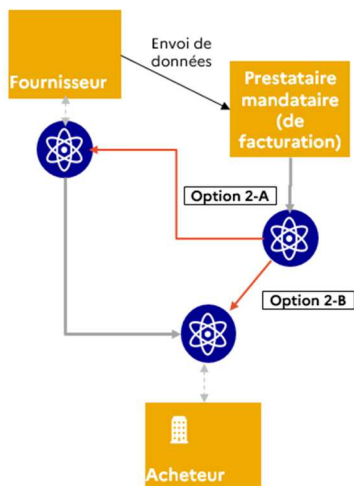 Envoi de
données
Fournisseur
Prestataire
mandataire
(de
facturation)
Option 2-A
Option 2-B
Acheteur